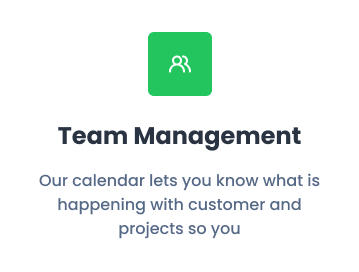 Team Management
Our calendar lets you know what is
happening with customer and
projects so you